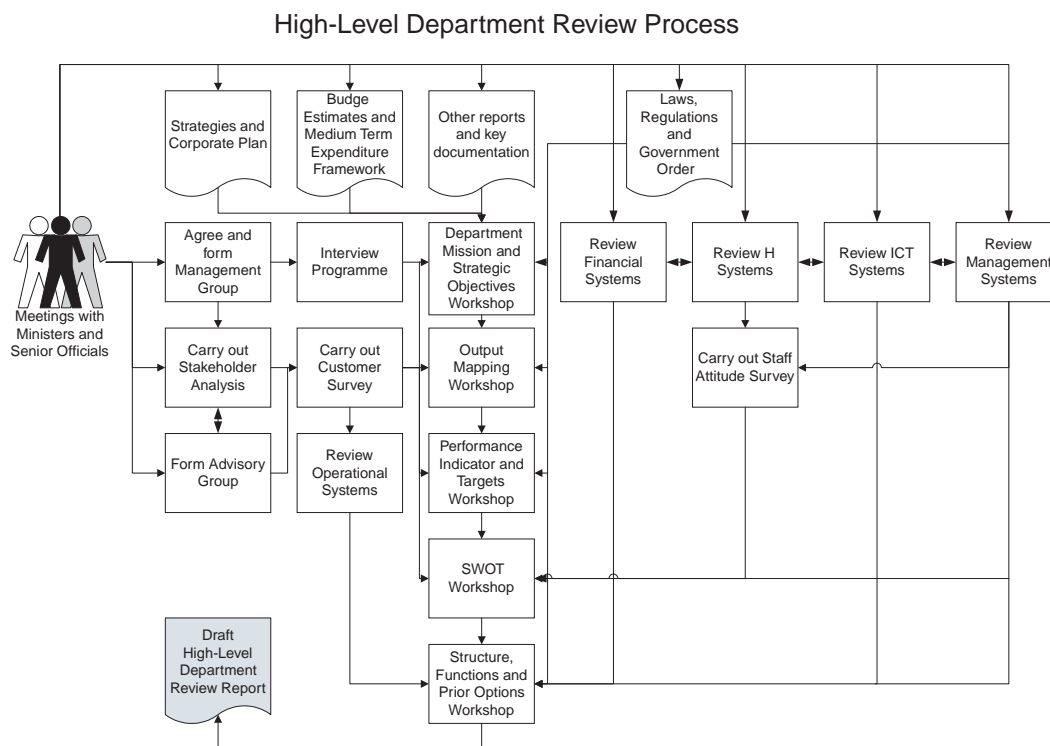 High-Level Department Review Process
Strategies and
Corporate Plan
Budge
Estimates and
Medium Term
Expenditure
Framework
Other reports
and key
documentation
Laws,
Regulations
and
Government
Order
Meetings with
Ministers and
Senior Officials
Agree and
form
Management
Group
Interview
Programme
Department
Mission and
Strategic
Objectives
Workshop
Review
Financial
Systems
Review H
Systems
Review ICT
Systems
Review
Management
Systems
Carry out
Stakeholder
Analysis
Carry out
Customer
Survey
Output
Mapping
Workshop
Carry out Staff
Attitude Survey
Form Advisory
Group
Review
Operational
Systems
Performance
Indicator and
Targets
Workshop
SWOT
Workshop
Draft
High-Level
Department
Review Report
Structure,
Functions and
Prior Options
Workshop